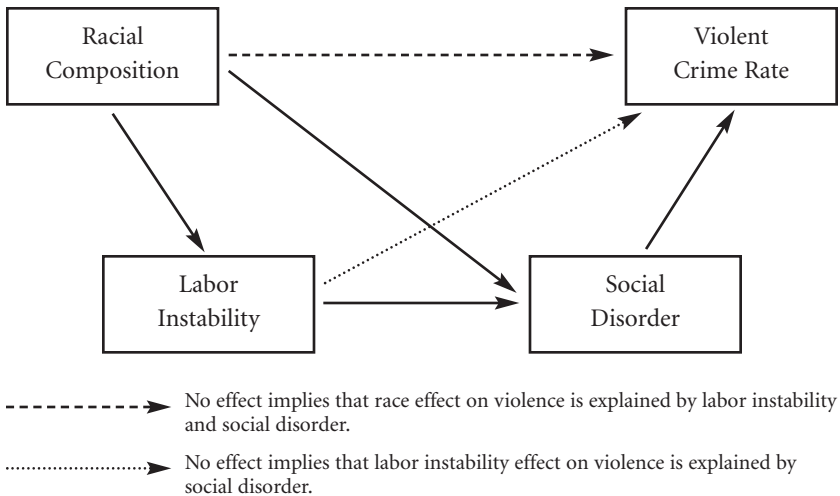 Racial
Composition
Violent
Crime Rate
Labor
Instability
Social
Disorder
No effect implies that race effect on violence is explained by labor instability
and social disorder.
No effect implies that labor instability effect on violence is explained by
social disorder.